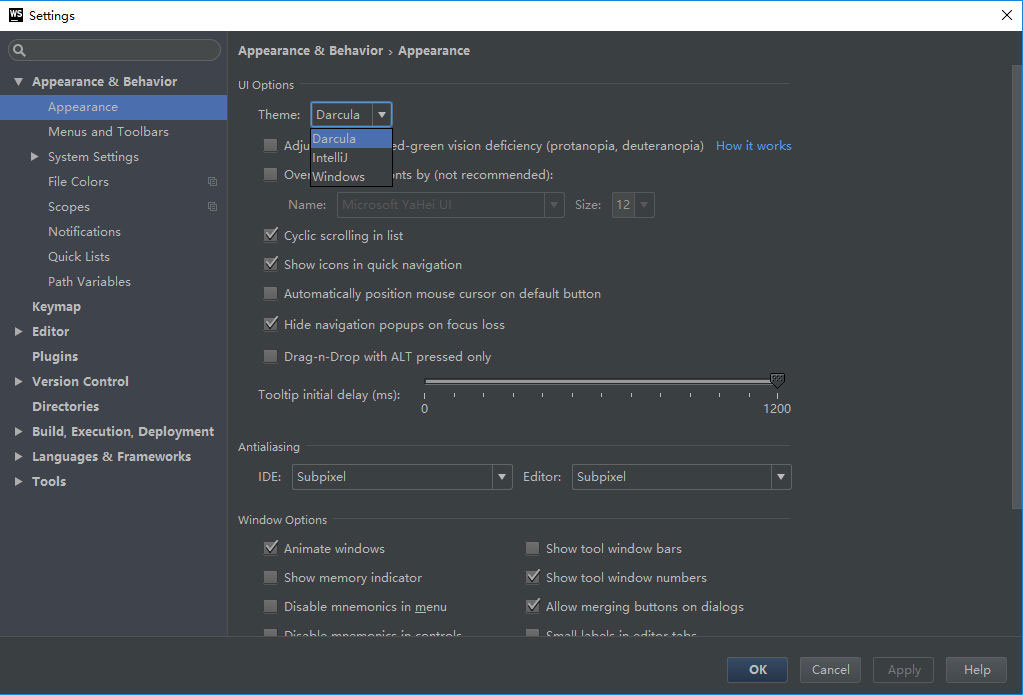 WS Settings
Appearance & Behavior › Appearance
Appearance & Behavior
Appearance
Menus and Toolbars
System Settings
File Colors
Scopes
Notifications
Quick Lists
Path Variables
Keymap
Editor
Plugins
Version Control
Directories
Build, Execution, Deployment
Languages & Frameworks
Tools
UI Options
Theme: Darcula
Darcula
IntelliJ
Windows
Adju ed-green vision deficiency (protanopia, deuteranopia) How it works
Over nts by (not recommended):
Name: Microsoft YaHei UI Size: 12
Cyclic scrolling in list
Show icons in quick navigation
Automatically position mouse cursor on default button
Hide navigation popups on focus loss
Drag-n-Drop with ALT pressed only
Tooltip initial delay (ms):
0 1200
Antialiasing
IDE: Subpixel Editor: Subpixel
Window Options
Animate windows Show tool window bars
Show memory indicator Show tool window numbers
Disable mnemonics in menu Allow merging buttons on dialogs
Disable mnemonics in controls Small labels in editor tabs
OK Cancel Apply Help